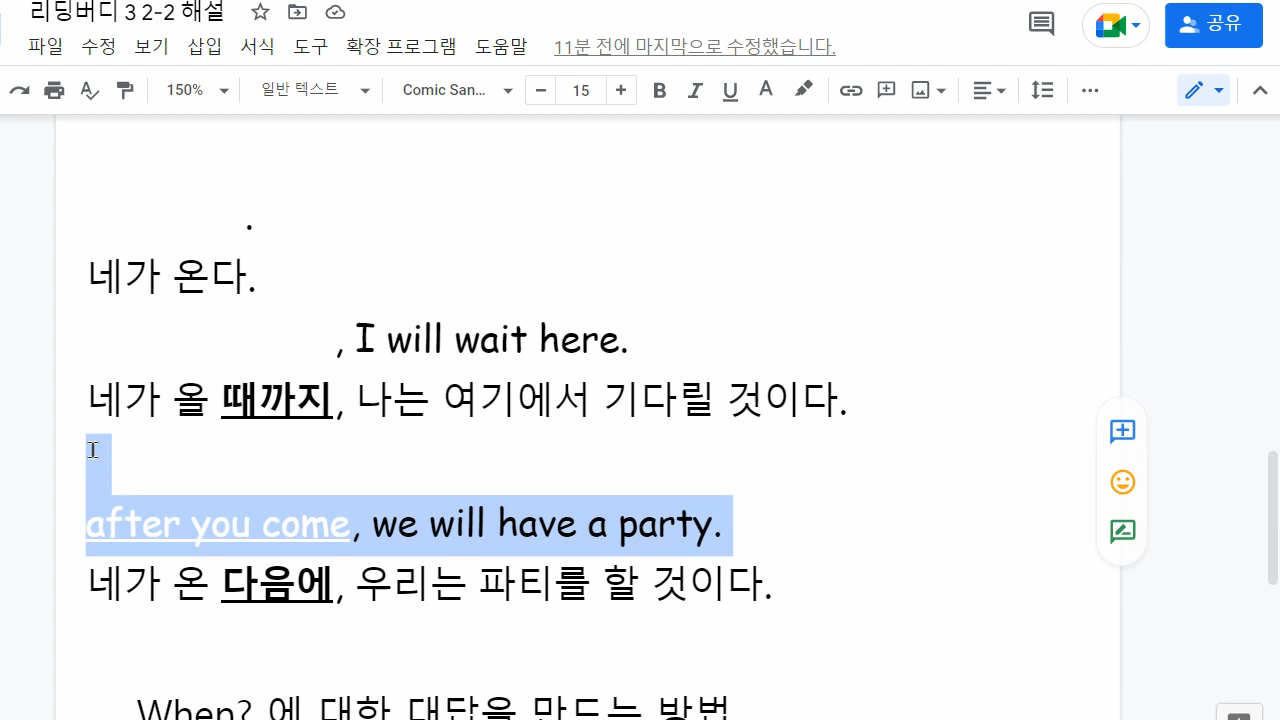 리딩버디 3 2-2 해설
파일 수정 보기 삽입 서식 도구 확장 프로그램 도움말 11분 전에 마지막으로 수정했습니다.
공유
150% 일반 텍스트 Comic San... 15 B I U A
.
네가 온다.
, I will wait here.
네가 올 때까지, 나는 여기에서 기다릴 것이다.
after you come, we will have a party.
네가 온 다음에, 우리는 파티를 할 것이다.
When? 에 대한 대답을 만드는 방법